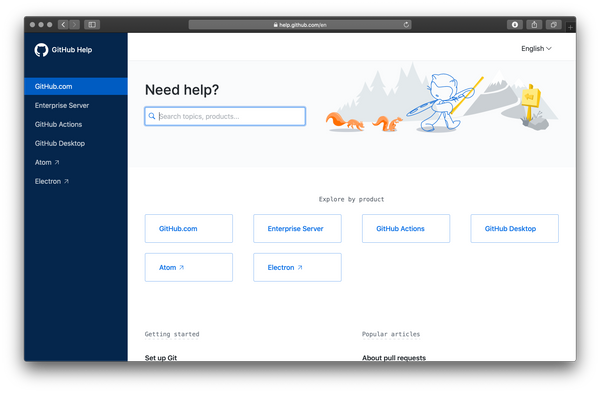 help.github.com/en
GitHub Help
English
GitHub.com
Enterprise Server
GitHub Actions
GitHub Desktop
Atom
Electron
Need help?
Search topics, products...
Explore by product
GitHub.com
Enterprise Server
GitHub Actions
GitHub Desktop
Atom
Electron
Getting started
Popular articles
Set up Git
About pull requests